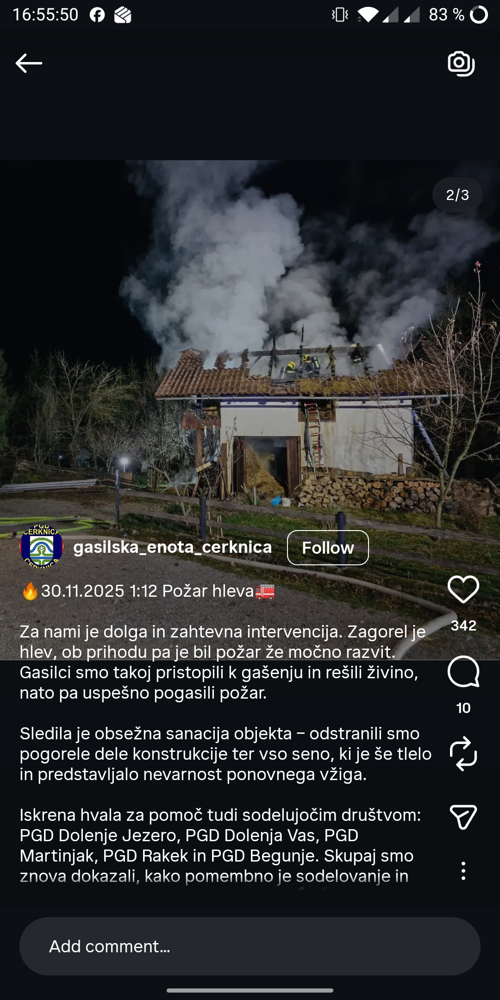 16:55:50
83 %
2/3
PGD
CERKNICA
CERKNICA
gasilska_enota_cerknica
Follow
🔥30.11.2025 1:12 Požar hleva🚒
342
Za nami je dolga in zahtevna intervencija. Zagorel je
hlev, ob prihodu pa je bil požar že močno razvit.
Gasilci smo takoj pristopili k gašenju in rešili živino,
nato pa uspešno pogasili požar.
10
Sledila je obsežna sanacija objekta – odstranili smo
pogorele dele konstrukcije ter vso seno, ki je še tlelo
in predstavljalo nevarnost ponovnega vžiga.
Iskrena hvala za pomoč tudi sodelujočim društvom:
PGD Dolenje Jezero, PGD Dolenja Vas, PGD
Martinjak, PGD Rakek in PGD Begunje. Skupaj smo
znova dokazali, kako pomembno je sodelovanje in
Add comment...